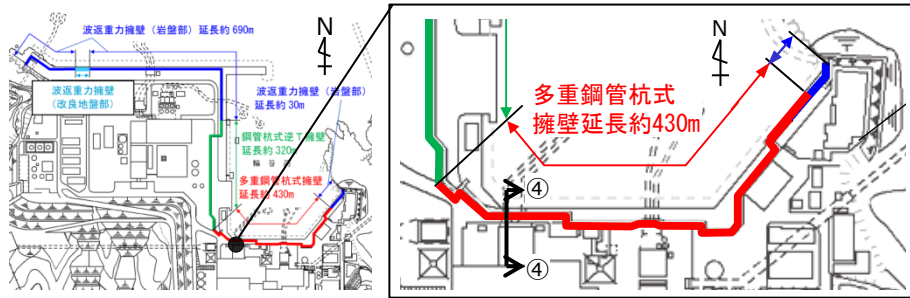 波返重力擁壁（岩盤部）延長約690m
N
波返重力擁壁
（改良地盤部）
波返重力擁壁（岩盤部）
延長約30m
鋼管杭式逆T擁壁
延長約320m
輪谷湾
多重鋼管杭式擁壁
延長約430m
N
多重鋼管杭式
擁壁延長約430m
④
④